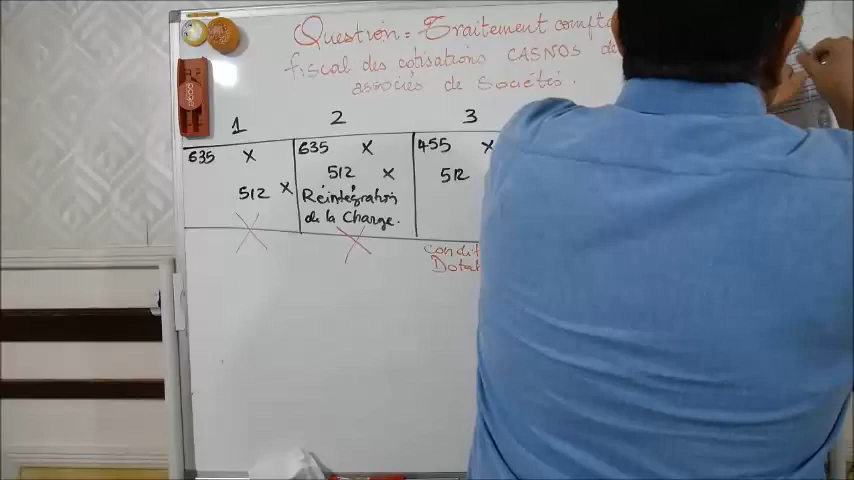 Question = Traitement compta
fiscal des cotisations CASNOS de
associés de Sociétés.
1 2 3
635 X 635 X 455 X
512 X 512 X 512
Réintégration
de la Charge.
condit
Dotat